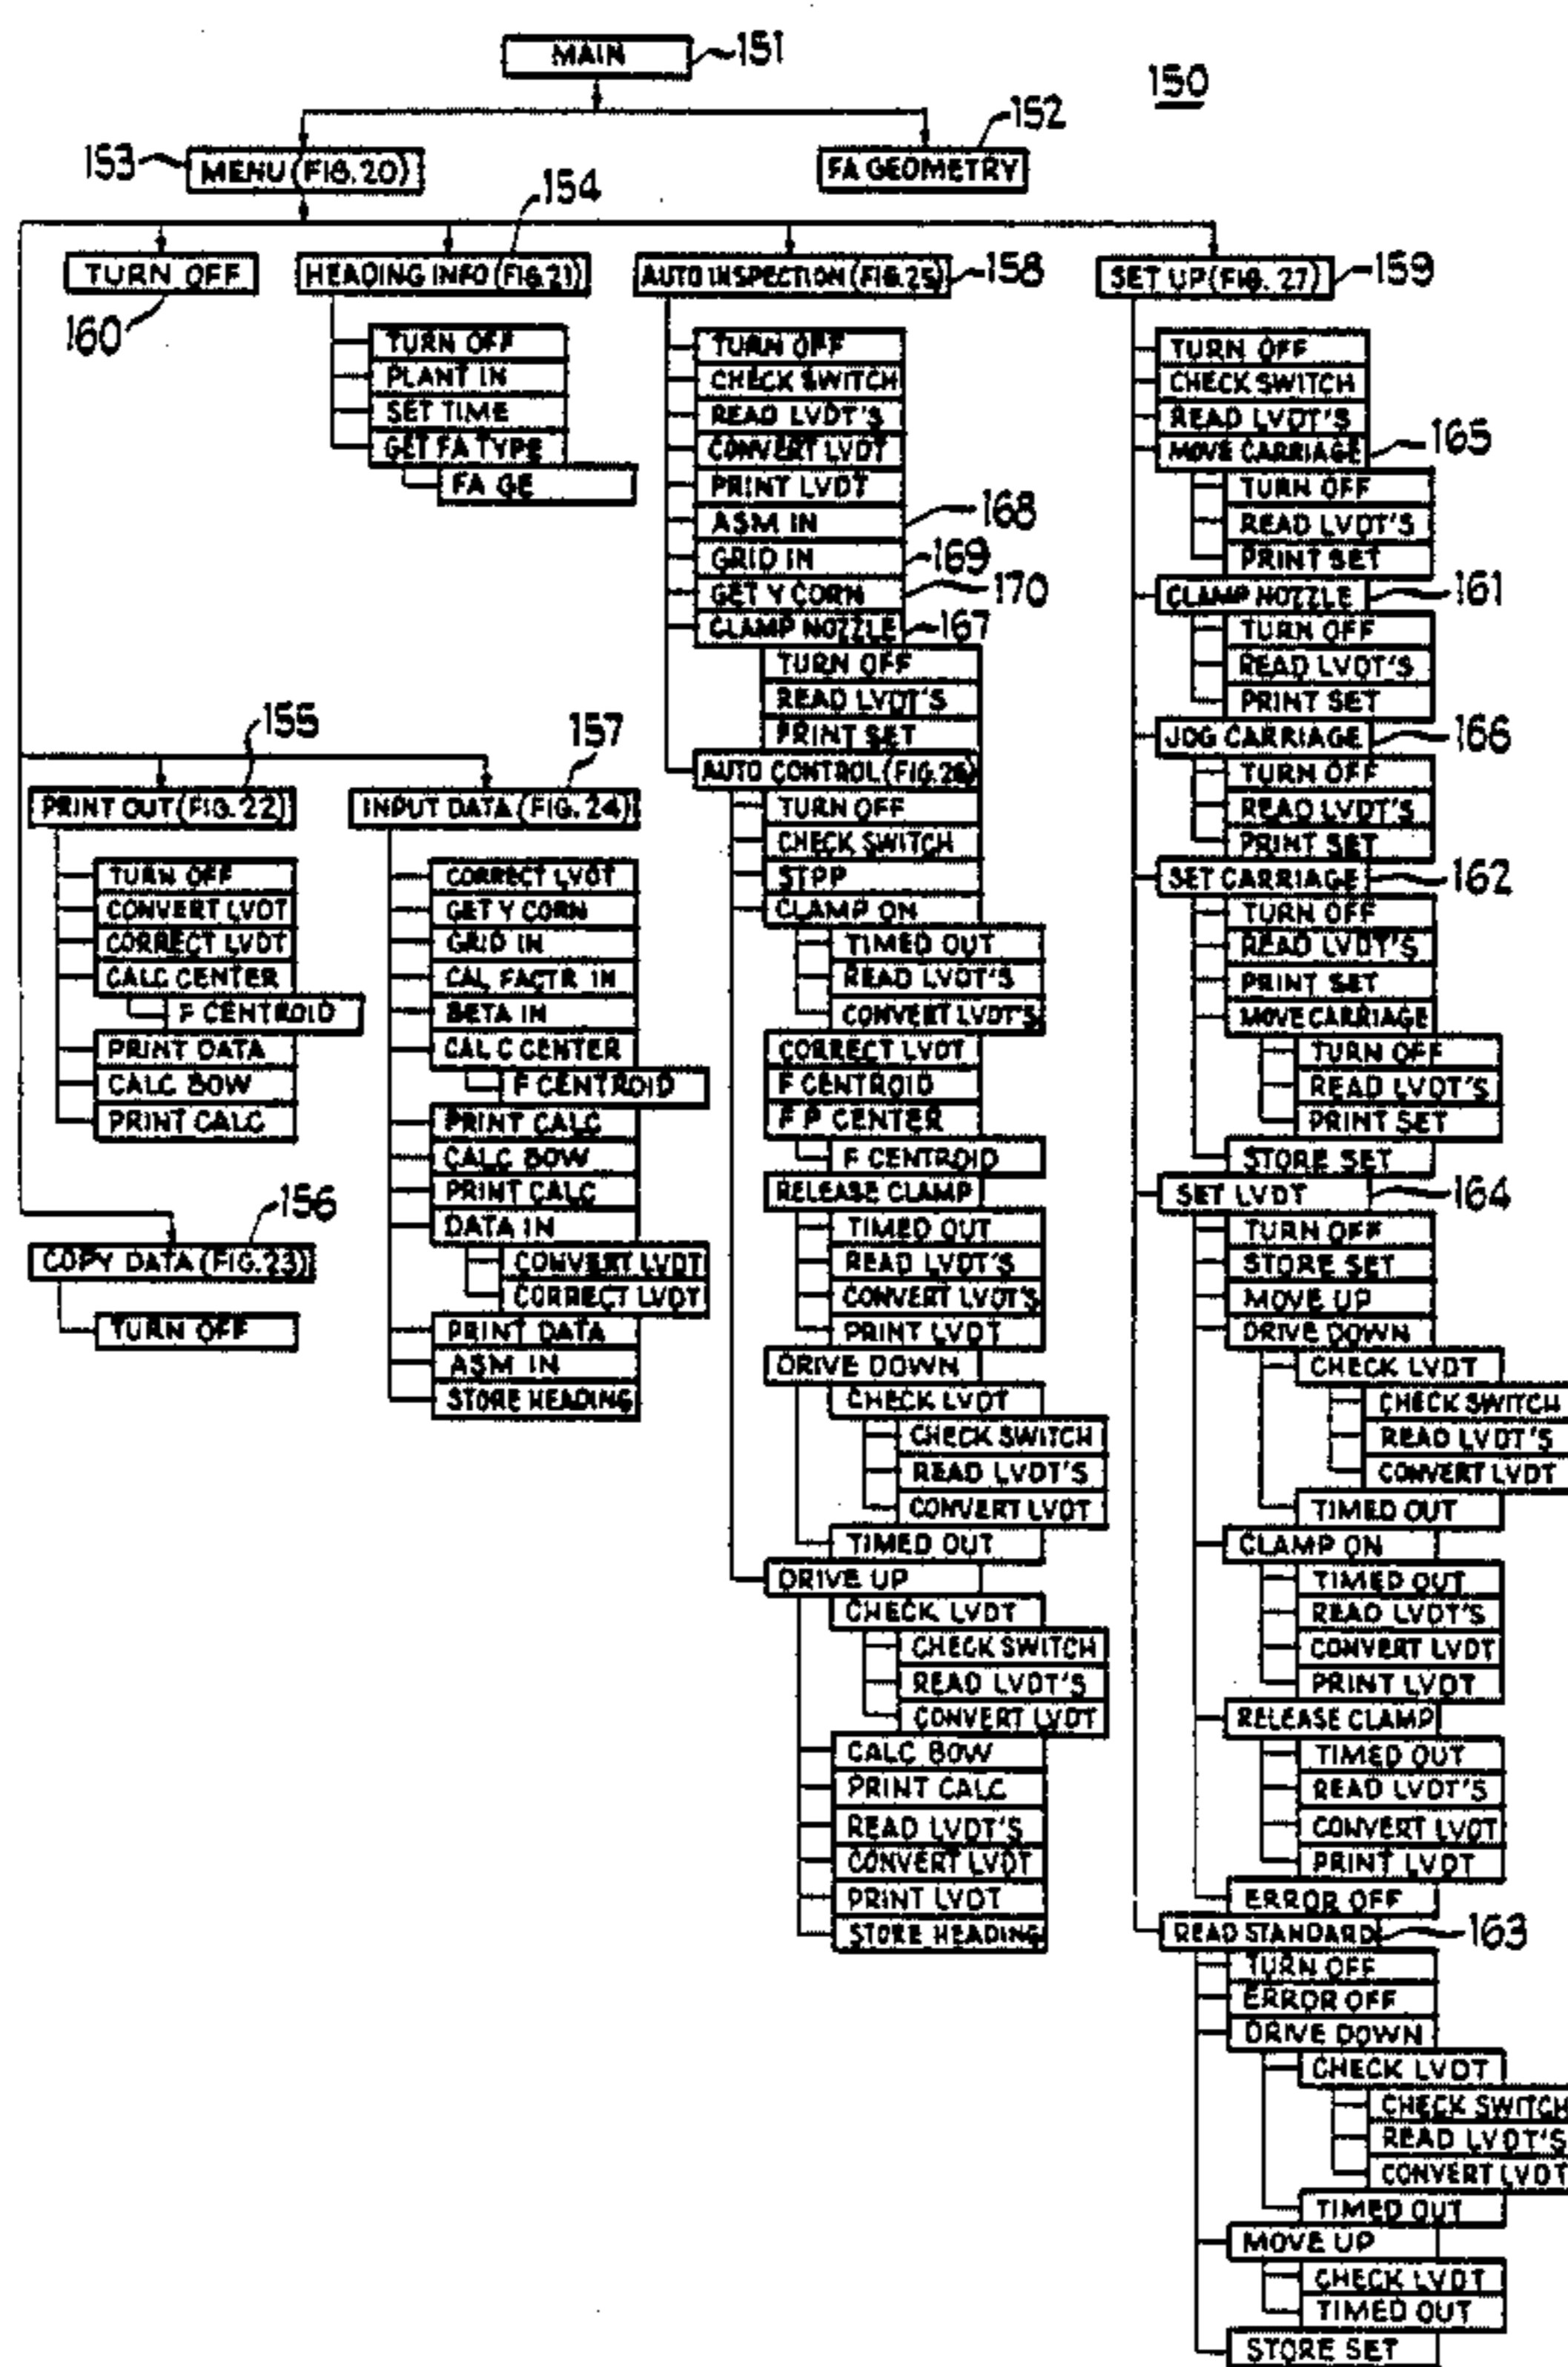 MAIN
151
150
152
153
MENU (FIG. 20)
FA GEOMETRY
154
TURN OFF
160
HEADING INFO (FIG. 21)
TURN OFF
PLANT IN
SET TIME
GET FA TYPE
FA GE
AUTO INSPECTION (FIG. 25)
158
TURN OFF
CHECK SWITCH
READ LVDT'S
CONVERT LVDT
PRINT LVDT
ASM IN
168
GRID IN
169
GET Y CORN
170
CLAMP NOZZLE
167
TURN OFF
READ LVDT'S
PRINT SET
AUTO CONTROL (FIG. 26)
TURN OFF
CHECK SWITCH
STPP
CLAMP ON
TIMED OUT
READ LVDT'S
CONVERT LVDT'S
CORRECT LVDT
F CENTROID
F P CENTER
F CENTROID
RELEASE CLAMP
TIMED OUT
READ LVDT'S
CONVERT LVDT'S
PRINT LVDT
DRIVE DOWN
CHECK LVDT
CHECK SWITCH
READ LVDT'S
CONVERT LVDT
TIMED OUT
DRIVE UP
CHECK LVDT
CHECK SWITCH
READ LVDT'S
CONVERT LVDT
CALC BOW
PRINT CALC
READ LVDT'S
CONVERT LVDT
PRINT LVDT
STORE HEADING
SET UP (FIG. 27)
159
TURN OFF
CHECK SWITCH
READ LVDT'S
MOVE CARRIAGE
165
TURN OFF
READ LVDT'S
PRINT SET
CLAMP NOZZLE
161
TURN OFF
READ LVDT'S
PRINT SET
JOG CARRIAGE
166
TURN OFF
READ LVDT'S
PRINT SET
SET CARRIAGE
162
TURN OFF
READ LVDT'S
PRINT SET
MOVE CARRIAGE
TURN OFF
READ LVDT'S
PRINT SET
STORE SET
SET LVDT
164
TURN OFF
STORE SET
MOVE UP
DRIVE DOWN
CHECK LVDT
CHECK SWITCH
READ LVDT'S
CONVERT LVDT
TIMED OUT
CLAMP ON
TIMED OUT
READ LVDT'S
CONVERT LVDT
PRINT LVDT
RELEASE CLAMP
TIMED OUT
READ LVDT'S
CONVERT LVDT
PRINT LVDT
ERROR OFF
READ STANDARD
163
TURN OFF
ERROR OFF
DRIVE DOWN
CHECK LVDT
CHECK SWITCH
READ LVDT'S
CONVERT LVDT
TIMED OUT
MOVE UP
CHECK LVDT
TIMED OUT
STORE SET
155
PRINT OUT (FIG. 22)
TURN OFF
CONVERT LVDT
CORRECT LVDT
CALC CENTER
F CENTROID
PRINT DATA
CALC BOW
PRINT CALC
157
INPUT DATA (FIG. 24)
CORRECT LVDT
GET Y CORN
GRID IN
CAL FACTR IN
BETA IN
CALC CENTER
F CENTROID
PRINT CALC
CALC BOW
PRINT CALC
DATA IN
CONVERT LVDT
CORRECT LVDT
PRINT DATA
ASM IN
STORE HEADING
156
COPY DATA (FIG. 23)
TURN OFF